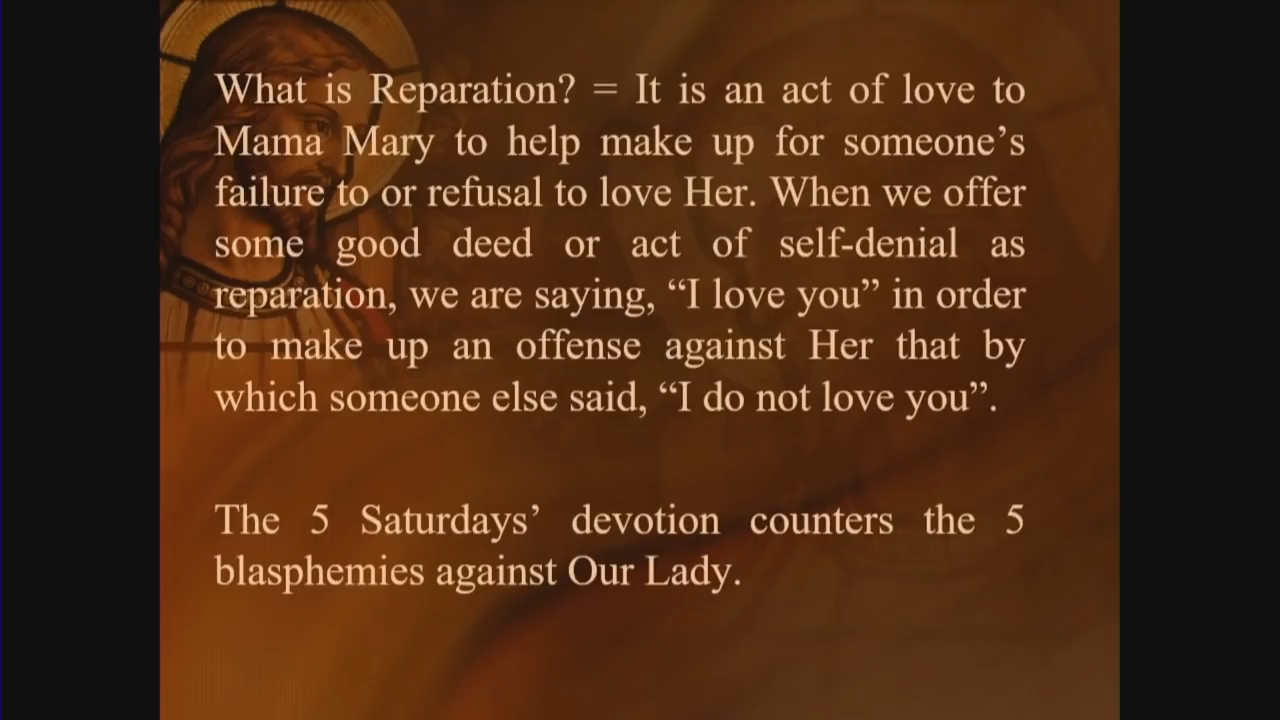 What is Reparation? = It is an act of love to
Mama Mary to help make up for someone’s
failure to or refusal to love Her. When we offer
some good deed or act of self-denial as
reparation, we are saying, “I love you” in order
to make up an offense against Her that by
which someone else said, “I do not love you”.
The 5 Saturdays’ devotion counters the 5
blasphemies against Our Lady.